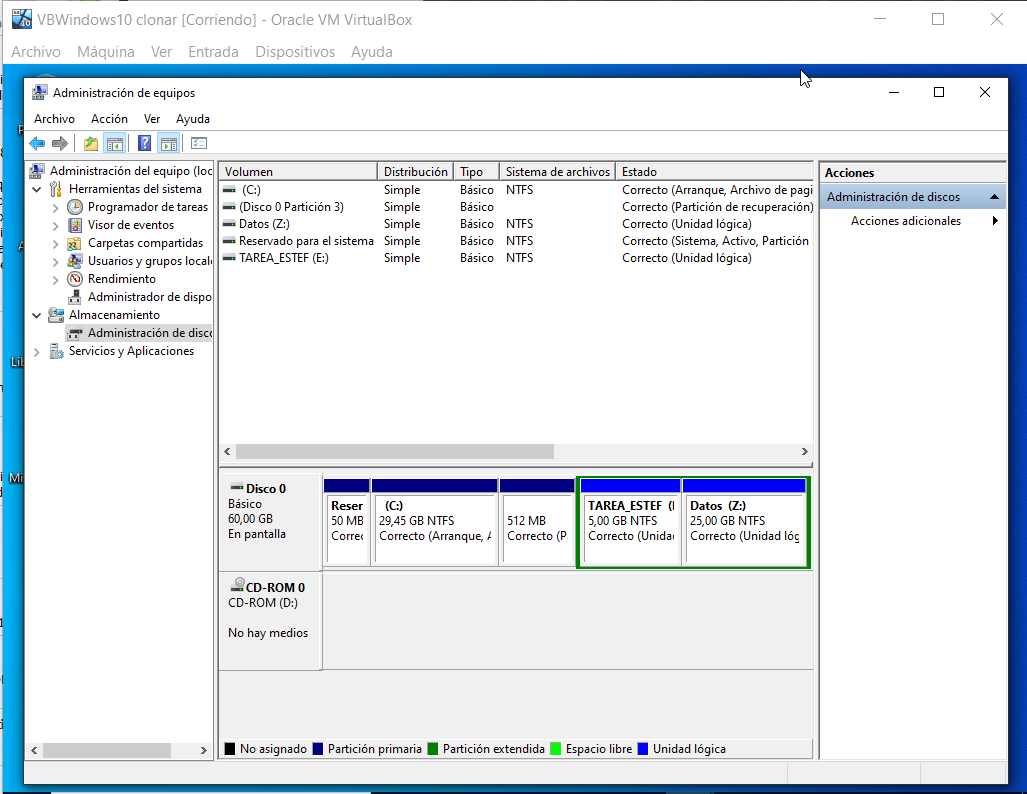 VBWindows10 clonar [Corriendo] - Oracle VM VirtualBox
Archivo Máquina Ver Entrada Dispositivos Ayuda
Administración de equipos
Archivo Acción Ver Ayuda
Administración del equipo (loc
Herramientas del sistema
Programador de tareas
Visor de eventos
Carpetas compartidas
Usuarios y grupos locale
Rendimiento
Administrador de dispo
Almacenamiento
Administración de disco
Servicios y Aplicaciones
Volumen Distribución Tipo Sistema de archivos Estado
(C:) Simple Básico NTFS Correcto (Arranque, Archivo de pagi
(Disco 0 Partición 3) Simple Básico Correcto (Partición de recuperación)
Datos (Z:) Simple Básico NTFS Correcto (Unidad lógica)
Reservado para el sistema Simple Básico NTFS Correcto (Sistema, Activo, Partición
TAREA_ESTEF (E:) Simple Básico NTFS Correcto (Unidad lógica)
Acciones
Administración de discos
Acciones adicionales
Disco 0
Básico
60,00 GB
En pantalla
Reser
50 MB
Correc
(C:)
29,45 GB NTFS
Correcto (Arranque, A
512 MB
Correcto (P
TAREA_ESTEF (
5,00 GB NTFS
Correcto (Unida
Datos (Z:)
25,00 GB NTFS
Correcto (Unidad lóg
CD-ROM 0
CD-ROM (D:)
No hay medios
No asignado Partición primaria Partición extendida Espacio libre Unidad lógica